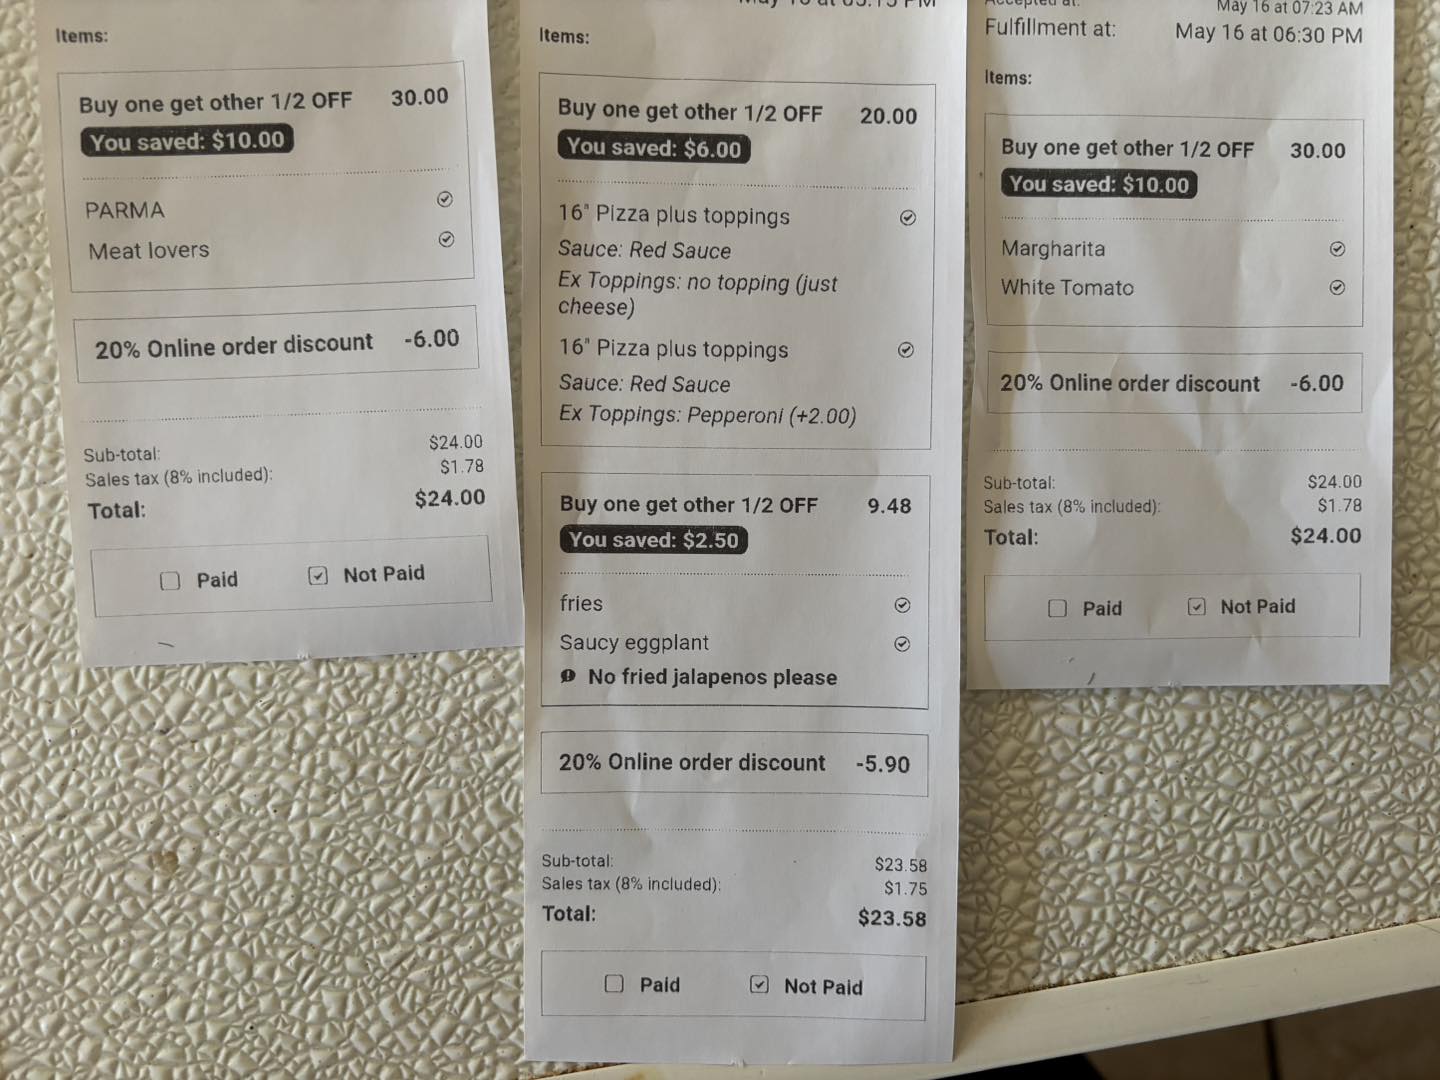 Items:
Buy one get other 1/2 OFF 30.00
You saved: $10.00
PARMA
Meat lovers
20% Online order discount -6.00
Sub-total: $24.00
Sales tax (8% included): $1.78
Total: $24.00
Paid Not Paid
Items:
Buy one get other 1/2 OFF 20.00
You saved: $6.00
16" Pizza plus toppings
Sauce: Red Sauce
Ex Toppings: no topping (just
cheese)
16" Pizza plus toppings
Sauce: Red Sauce
Ex Toppings: Pepperoni (+2.00)
Buy one get other 1/2 OFF 9.48
You saved: $2.50
fries
Saucy eggplant
No fried jalapenos please
20% Online order discount -5.90
Sub-total: $23.58
Sales tax (8% included): $1.75
Total: $23.58
Paid Not Paid
Accepted at: May 16 at 07:23 AM
Fulfillment at: May 16 at 06:30 PM
Items:
Buy one get other 1/2 OFF 30.00
You saved: $10.00
Margharita
White Tomato
20% Online order discount -6.00
Sub-total: $24.00
Sales tax (8% included): $1.78
Total: $24.00
Paid Not Paid